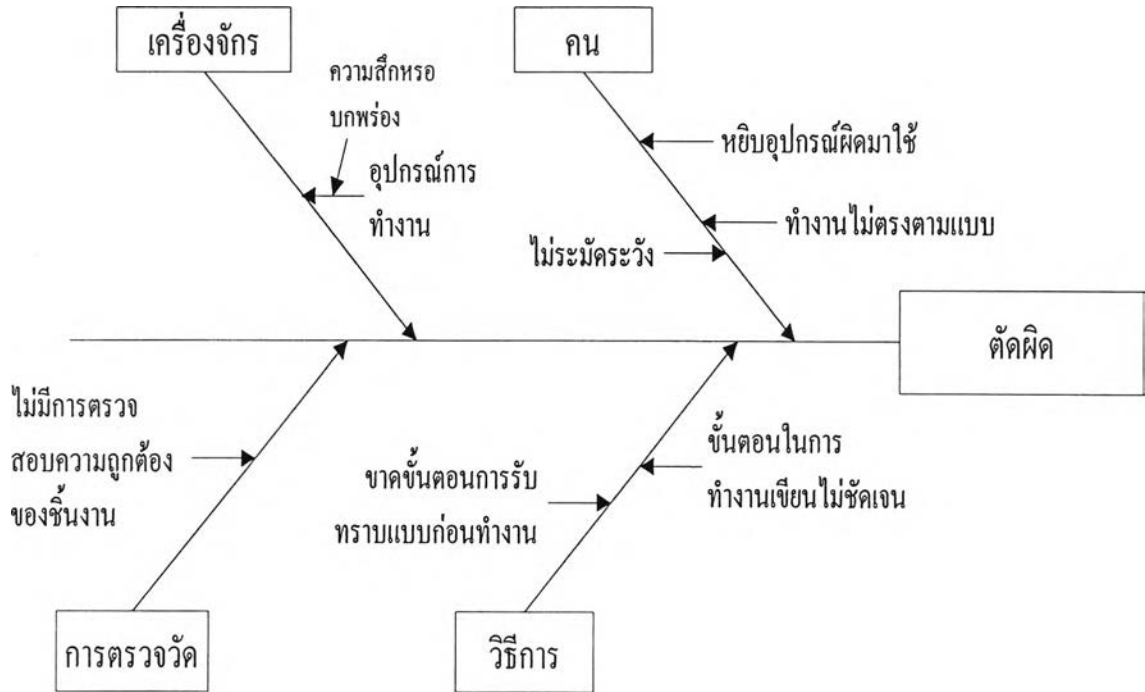 เครื่องจักร
คน
ความสึกหรอ
บกพร่อง
อุปกรณ์การ
ทำงาน
หยิบอุปกรณ์ผิดมาใช้
ทำงานไม่ตรงตามแบบ
ไม่ระมัดระวัง
ตัดผิด
ไม่มีการตรวจ
สอบความถูกต้อง
ของชิ้นงาน
ขาดขั้นตอนการรับ
ทราบแบบก่อนทำงาน
ขั้นตอนในการ
ทำงานเขียนไม่ชัดเจน
การตรวจวัด
วิธีการ